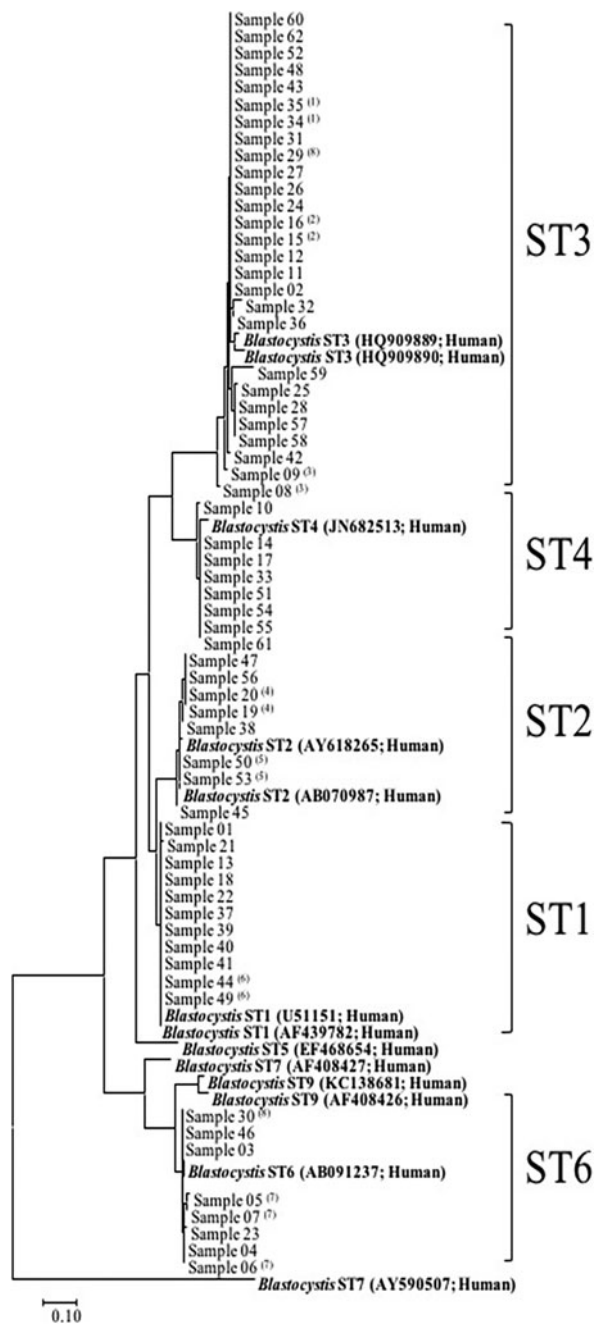 Sample 60
Sample 62
Sample 52
Sample 48
Sample 43
Sample 35 (1)
Sample 34 (1)
Sample 31
Sample 29 (8)
Sample 27
Sample 26
Sample 24
Sample 16 (2)
Sample 15 (2)
Sample 12
Sample 11
Sample 02
Sample 32
Sample 36
Blastocystis ST3 (HQ909889; Human)
Blastocystis ST3 (HQ909890; Human)
Sample 59
Sample 25
Sample 28
Sample 57
Sample 58
Sample 42
Sample 09 (3)
Sample 08 (3)
ST3
Sample 10
Blastocystis ST4 (JN682513; Human)
Sample 14
Sample 17
Sample 33
Sample 51
Sample 54
Sample 55
Sample 61
ST4
Sample 47
Sample 56
Sample 20 (4)
Sample 19 (4)
Sample 38
Blastocystis ST2 (AY618265; Human)
Sample 50 (5)
Sample 53 (5)
Blastocystis ST2 (AB070987; Human)
Sample 45
ST2
Sample 01
Sample 21
Sample 13
Sample 18
Sample 22
Sample 37
Sample 39
Sample 40
Sample 41
Sample 44 (6)
Sample 49 (6)
Blastocystis ST1 (U51151; Human)
Blastocystis ST1 (AF439782; Human)
ST1
Blastocystis ST5 (EF468654; Human)
Blastocystis ST7 (AF408427; Human)
Blastocystis ST9 (KC138681; Human)
Blastocystis ST9 (AF408426; Human)
Sample 30 (8)
Sample 46
Sample 03
Blastocystis ST6 (AB091237; Human)
Sample 05 (7)
Sample 07 (7)
Sample 23
Sample 04
Sample 06 (7)
ST6
Blastocystis ST7 (AY590507; Human)
0.10